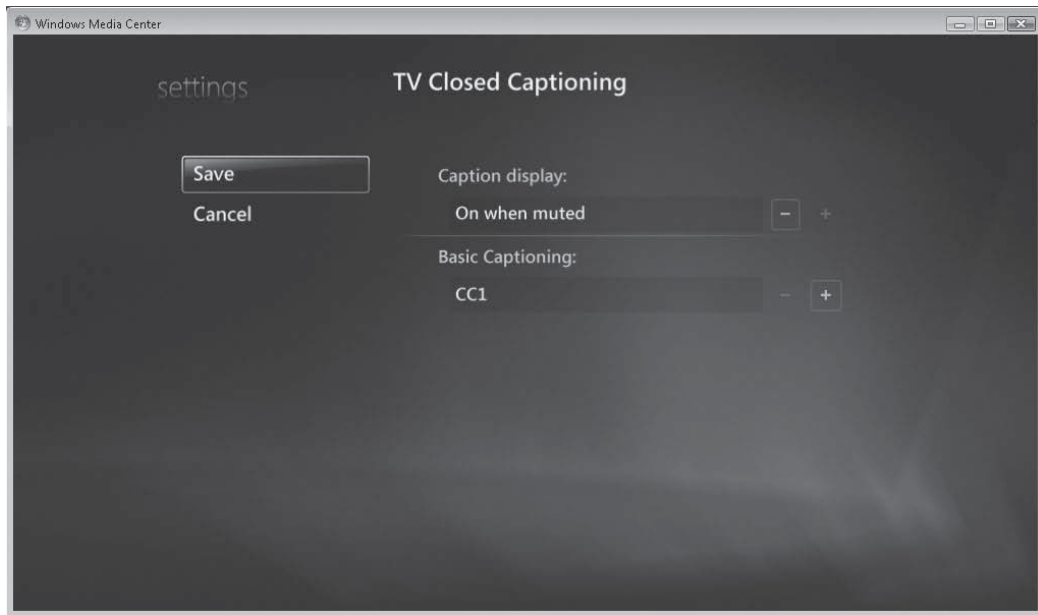 Windows Media Center
settings
TV Closed Captioning
Save
Cancel
Caption display:
On when muted
- +
Basic Captioning:
CC1
- +